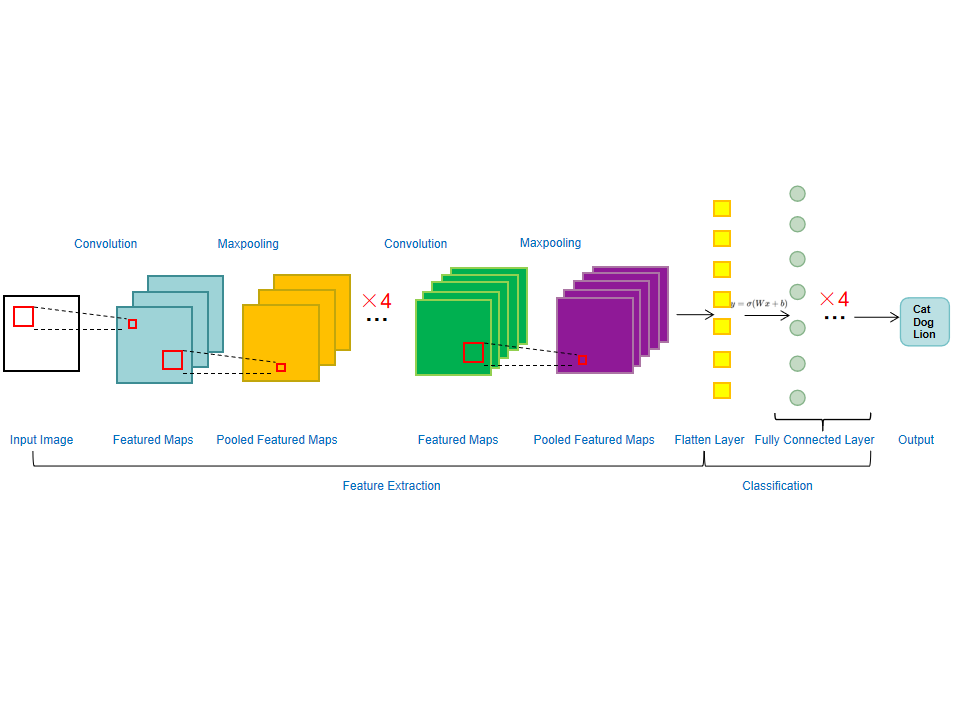 Convolution
Maxpooling
Convolution
Maxpooling
×4
...
y = σ(Wx + b)
×4
...
Cat
Dog
Lion
Input Image
Featured Maps
Pooled Featured Maps
Featured Maps
Pooled Featured Maps
Flatten Layer
Fully Connected Layer
Output
Feature Extraction
Classification